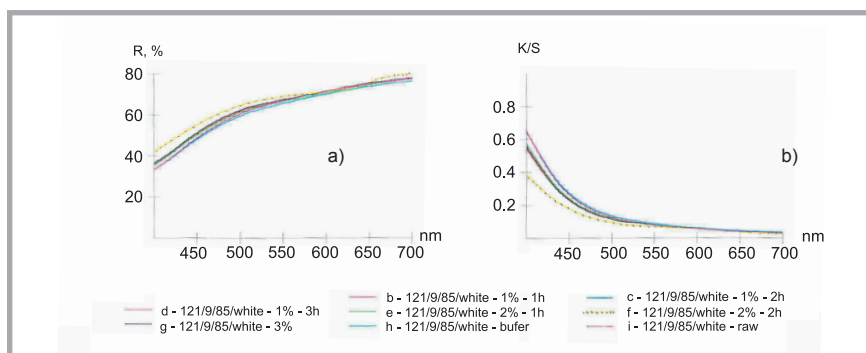 R, %
80
60
40
20
a)
450 500 550 600 650 700 nm
K/S
0.8
0.6
0.4
0.2
b)
450 500 550 600 650 700 nm
d - 121/9/85/white - 1% - 3h
g - 121/9/85/white - 3%
b - 121/9/85/white - 1% - 1h
e - 121/9/85/white - 2% - 1h
h - 121/9/85/white - bufer
c - 121/9/85/white - 1% - 2h
f - 121/9/85/white - 2% - 2h
i - 121/9/85/white - raw